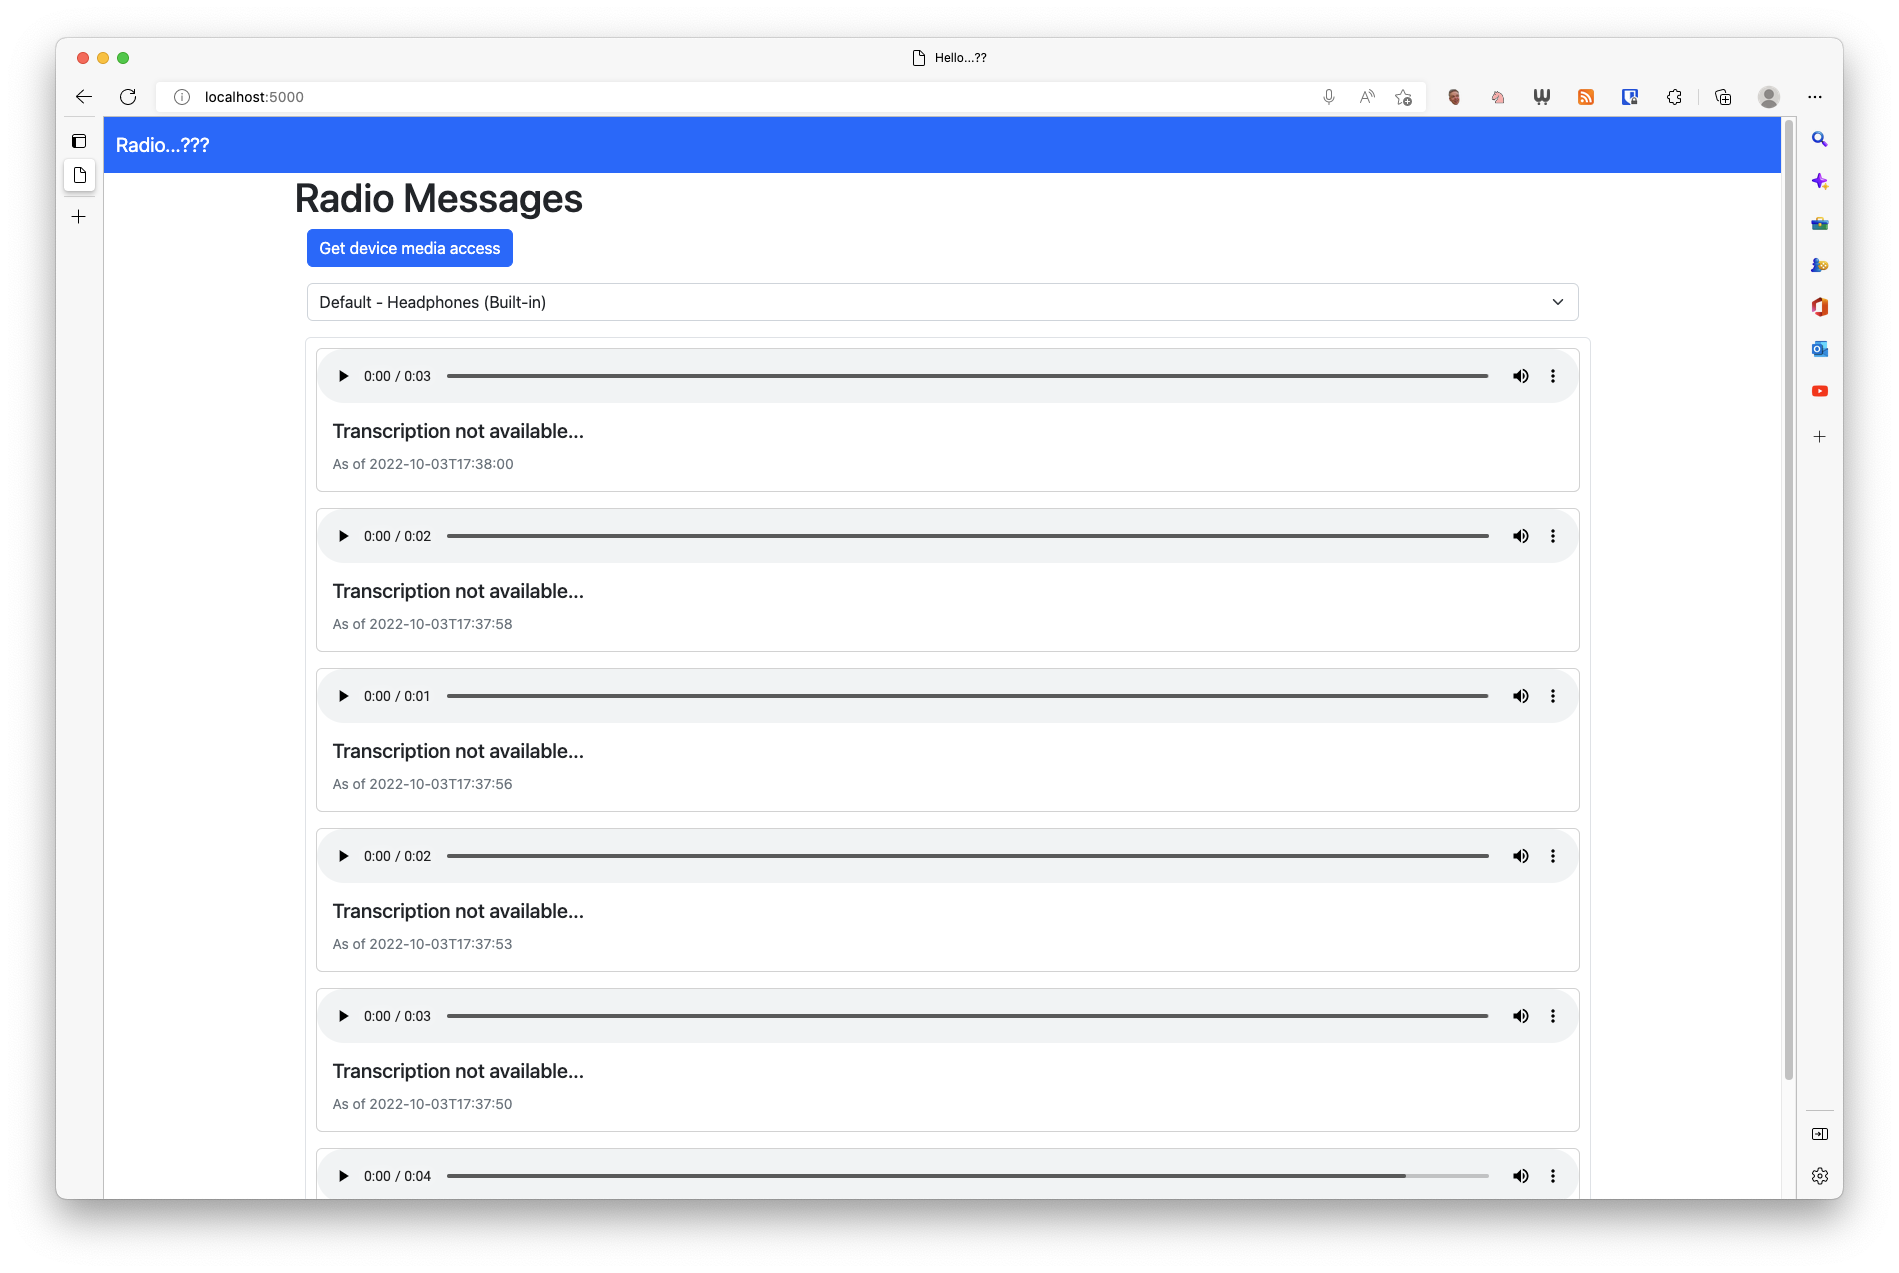 Hello...??
localhost:5000
Radio...???
Radio Messages
Get device media access
Default - Headphones (Built-in)
0:00 / 0:03
Transcription not available...
As of 2022-10-03T17:38:00
0:00 / 0:02
Transcription not available...
As of 2022-10-03T17:37:58
0:00 / 0:01
Transcription not available...
As of 2022-10-03T17:37:56
0:00 / 0:02
Transcription not available...
As of 2022-10-03T17:37:53
0:00 / 0:03
Transcription not available...
As of 2022-10-03T17:37:50
0:00 / 0:04